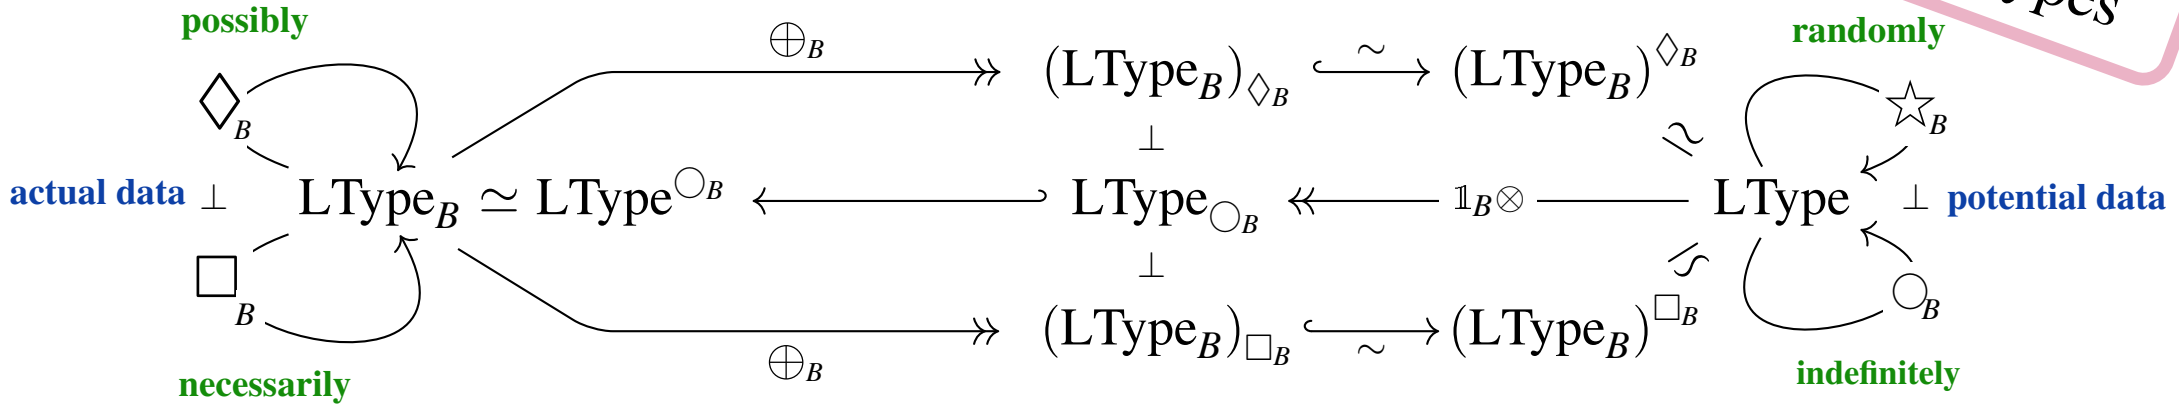 possibly
randomly
◇_B
⊕_B
(LType_B)_{◇_B} ∼ (LType_B)^{◇_B}
☆_B
⊥
≃
actual data ⊥ LType_B ≃ LType^{○_B} LType_{○_B} 𝟙_B⊗ LType ⊥ potential data
⊥
≃
□_B
⊕_B
(LType_B)_{□_B} ∼ (LType_B)^{□_B}
○_B
necessarily
indefinitely